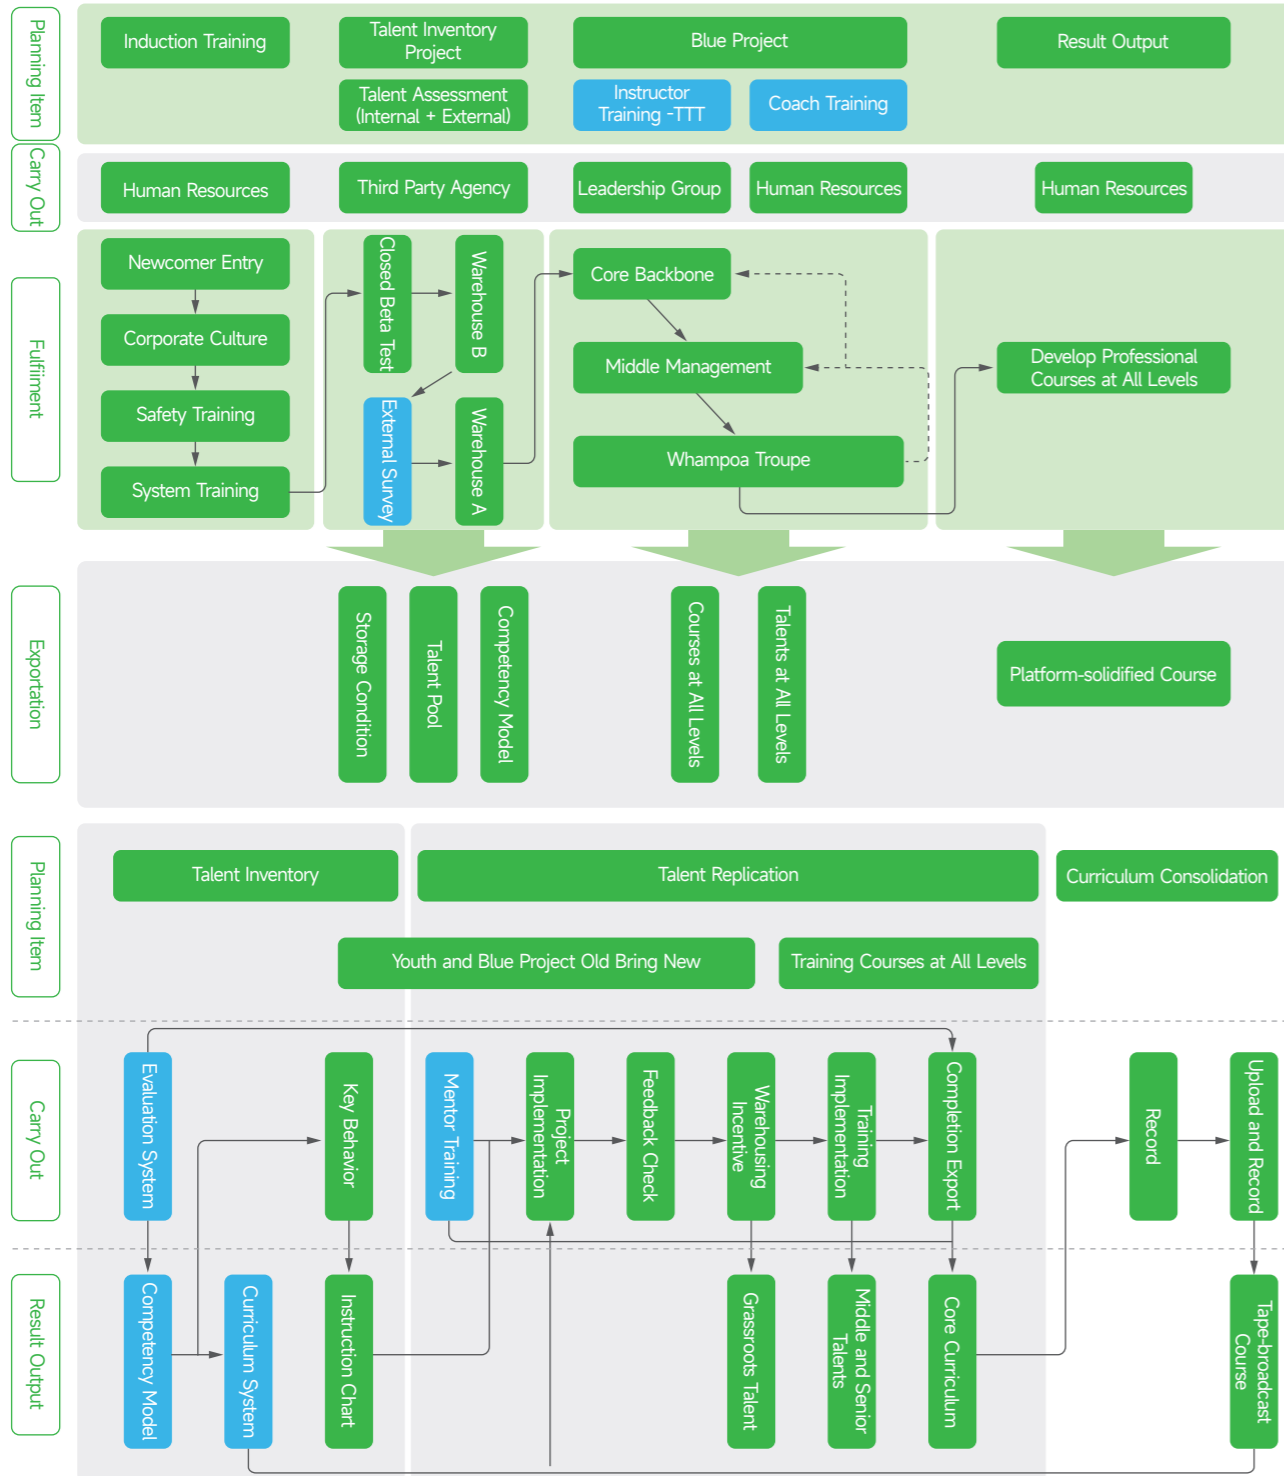 Planning Item
Induction Training
Talent Inventory
Project
Blue Project
Result Output
Talent Assessment
(Internal + External)
Instructor
Training -TTT
Coach Training
Carry Out
Human Resources
Third Party Agency
Leadership Group
Human Resources
Human Resources
Fulfiiment
Newcomer Entry
Corporate Culture
Safety Training
System Training
Closed Beta Test
Warehouse B
External Survey
Warehouse A
Core Backbone
Middle Management
Whampoa Troupe
Develop Professional
Courses at All Levels
Exportation
Storage Condition
Talent Pool
Competency Model
Courses at All Levels
Talents at All Levels
Platform-solidified Course
Planning Item
Talent Inventory
Talent Replication
Curriculum Consolidation
Youth and Blue Project Old Bring New
Training Courses at All Levels
Carry Out
Evaluation System
Key Behavior
Mentor Training
Project
Implementation
Feedback Check
Warehousing
Incentive
Training
Implementation
Completion Export
Record
Upload and Record
Result Output
Competency Model
Curriculum System
Instruction Chart
Grassroots Talent
Middle and Senior
Talents
Core Curriculum
Tape-broadcast
Course